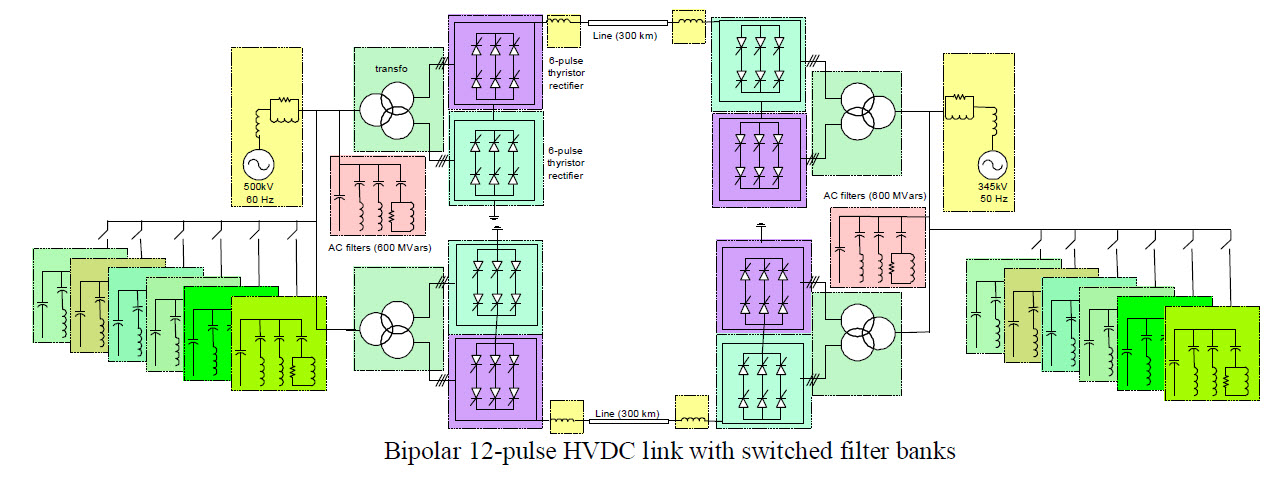 Line (300 km)
transfo
6-pulse
thyristor
rectifier
6-pulse
thyristor
rectifier
500kV
60 Hz
345kV
50 Hz
AC filters (600 MVars)
AC filters (600 MVars)
Line (300 km)
Bipolar 12-pulse HVDC link with switched filter banks